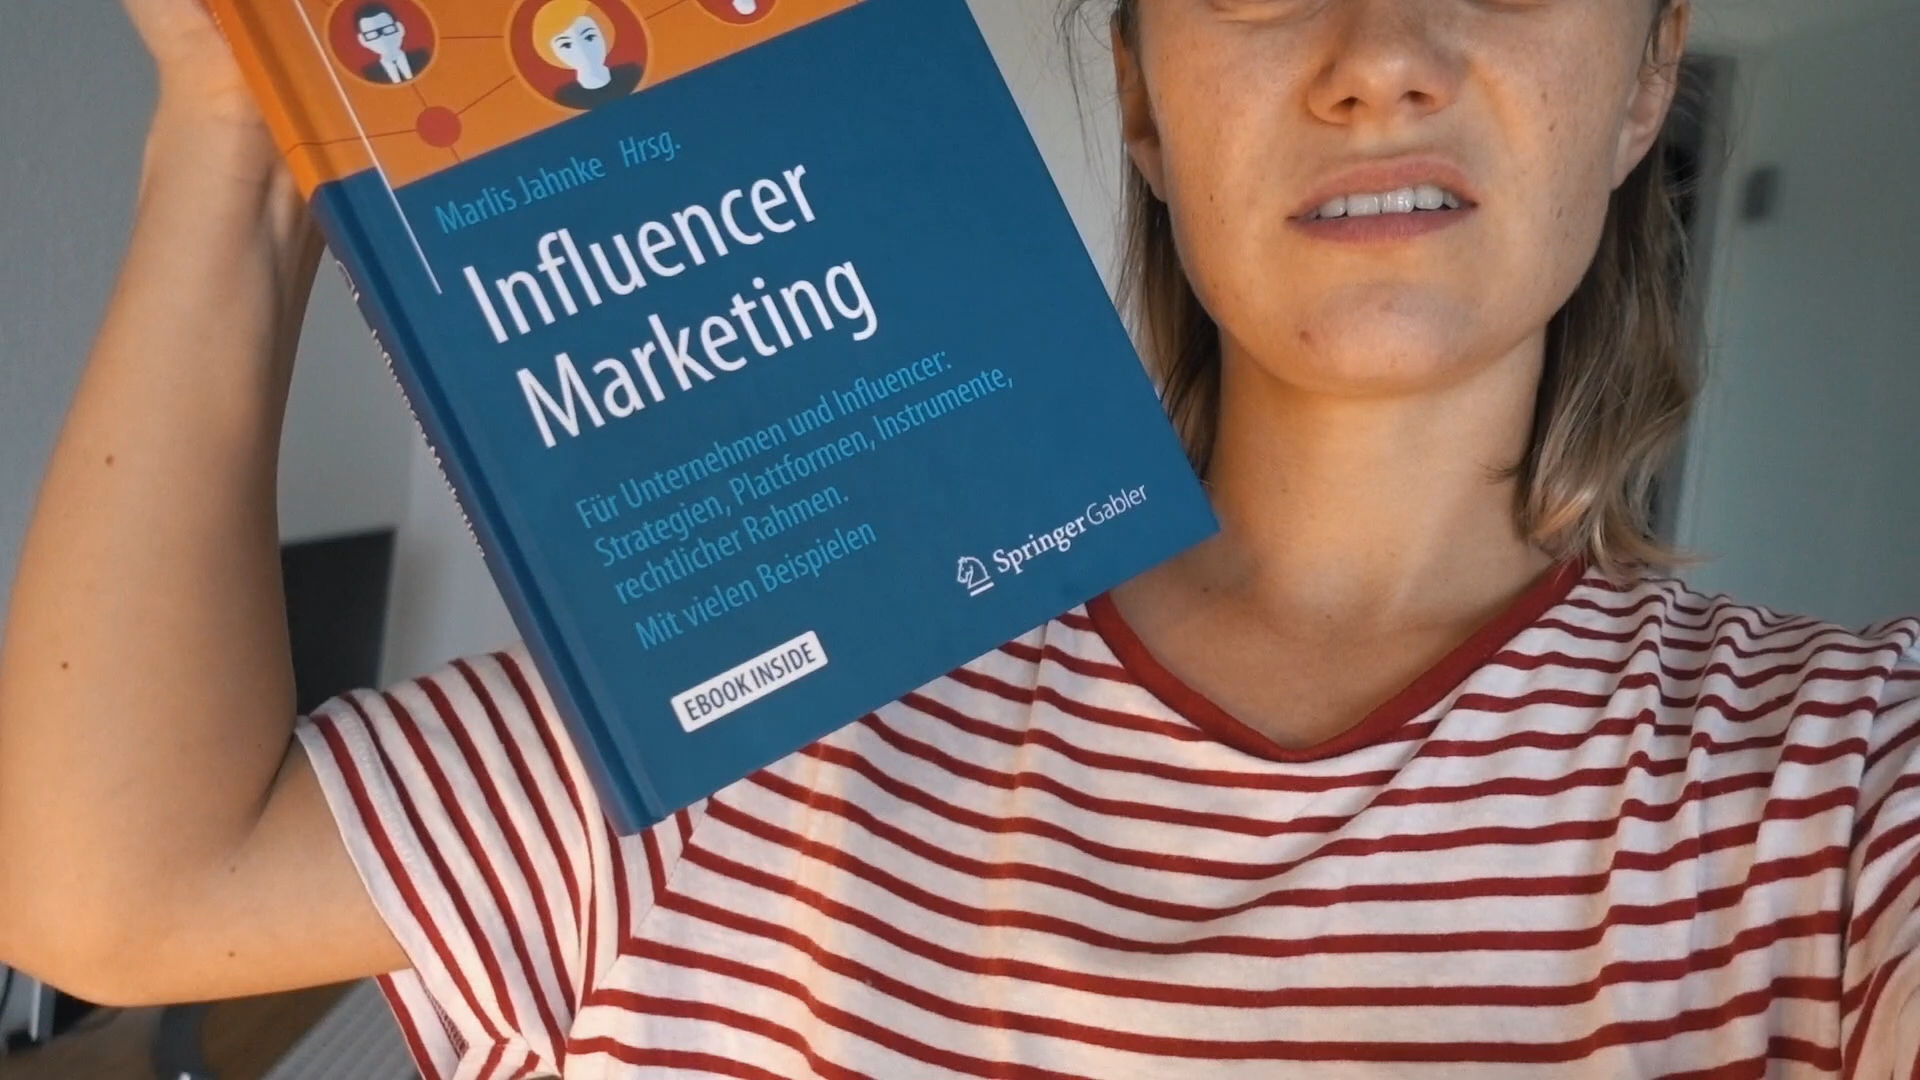 Marlis Jahnke Hrsg.
Influencer
Marketing
Für Unternehmen und Influencer:
Strategien, Plattformen, Instrumente,
rechtlicher Rahmen.
Mit vielen Beispielen
Springer Gabler
EBOOK INSIDE